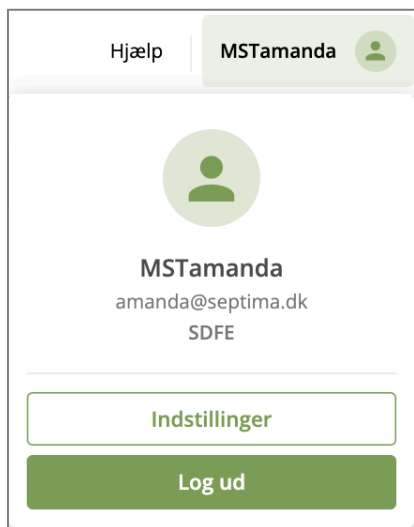 Hjælp MSTamanda
MSTamanda
amanda@septima.dk
SDFE
Indstillinger
Log ud